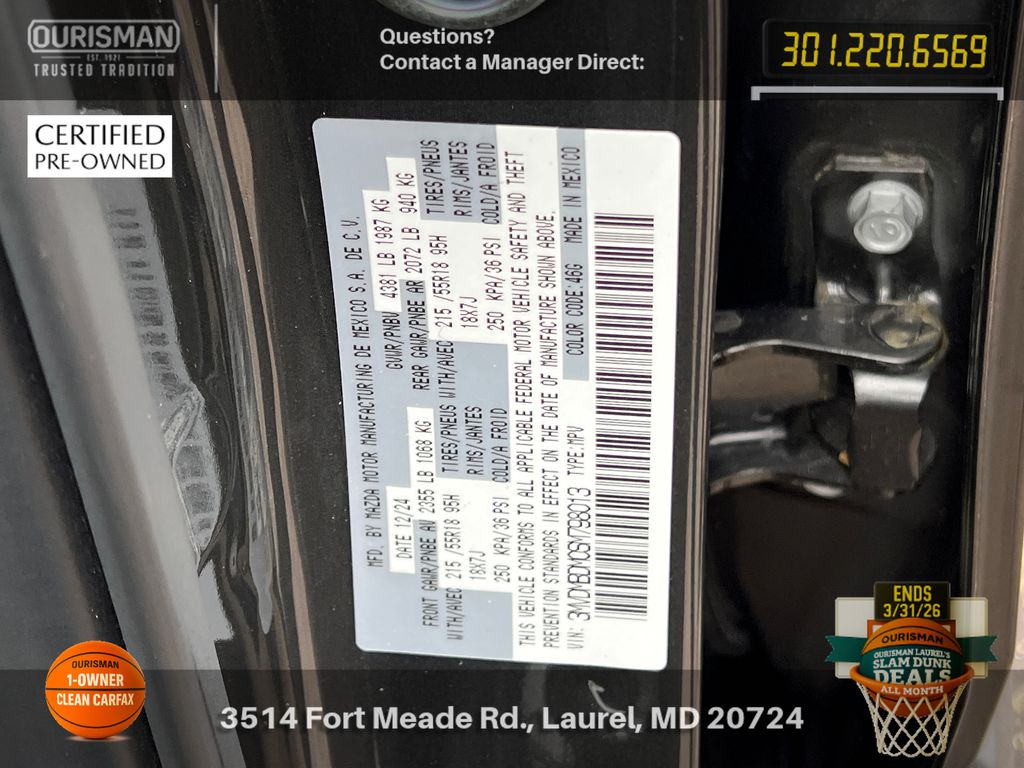 OURISMAN
EST. 1921
TRUSTED TRADITION
Questions?
Contact a Manager Direct:
301.220.6569
CERTIFIED
PRE-OWNED
MFD. BY MAZDA MOTOR MANUFACTURING DE MEXICO S.A. DE C.V.
DATE 12/24 GVWR/PNBV 4381 LB 1987 KG
FRONT GAWR/PNBE AV 2355 LB 1068 KG REAR GAWR/PNBE AR 2072 LB 940 KG
WITH/AVEC 215 /55R18 95H TIRES/PNEUS WITH/AVEC 215 /55R18 95H TIRES/PNEUS
18X7J RIMS/JANTES 18X7J RIMS/JANTES
250 KPA/36 PSI COLD/A FROID 250 KPA/36 PSI COLD/A FROID
THIS VEHICLE CONFORMS TO ALL APPLICABLE FEDERAL MOTOR VEHICLE SAFETY AND THEFT
PREVENTION STANDARDS IN EFFECT ON THE DATE OF MANUFACTURE SHOWN ABOVE.
VIN: 3MVDMBDM0SM798013 TYPE:MPV COLOR CODE:46G MADE IN MEXICO
ENDS
3/31/26
OURISMAN
OURISMAN LAUREL'S
SLAM DUNK
DEALS
ALL MONTH
OURISMAN
1-OWNER
CLEAN CARFAX
3514 Fort Meade Rd., Laurel, MD 20724